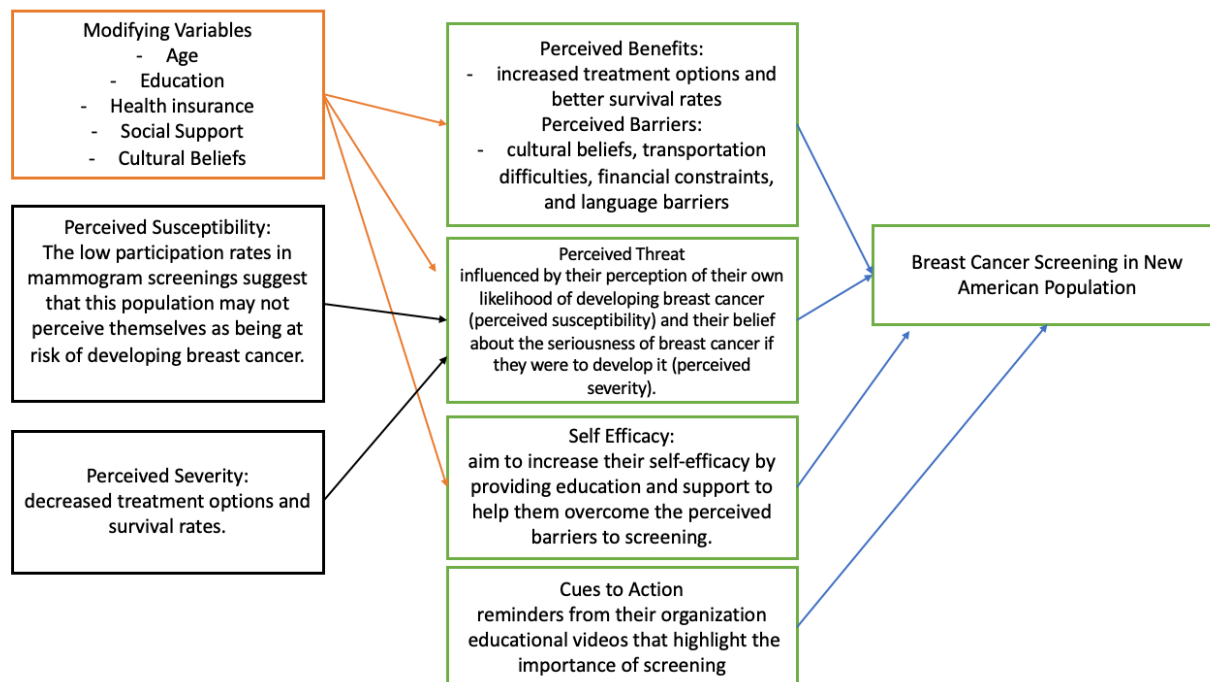 Modifying Variables
- Age
- Education
- Health insurance
- Social Support
- Cultural Beliefs
Perceived Susceptibility:
The low participation rates in
mammogram screenings suggest
that this population may not
perceive themselves as being at
risk of developing breast cancer.
Perceived Severity:
decreased treatment options and
survival rates.
Perceived Benefits:
- increased treatment options and
better survival rates
Perceived Barriers:
- cultural beliefs, transportation
difficulties, financial constraints,
and language barriers
Perceived Threat
influenced by their perception of their own
likelihood of developing breast cancer
(perceived susceptibility) and their belief
about the seriousness of breast cancer if
they were to develop it (perceived
severity).
Self Efficacy:
aim to increase their self-efficacy by
providing education and support to
help them overcome the perceived
barriers to screening.
Cues to Action
reminders from their organization
educational videos that highlight the
importance of screening
Breast Cancer Screening in New
American Population